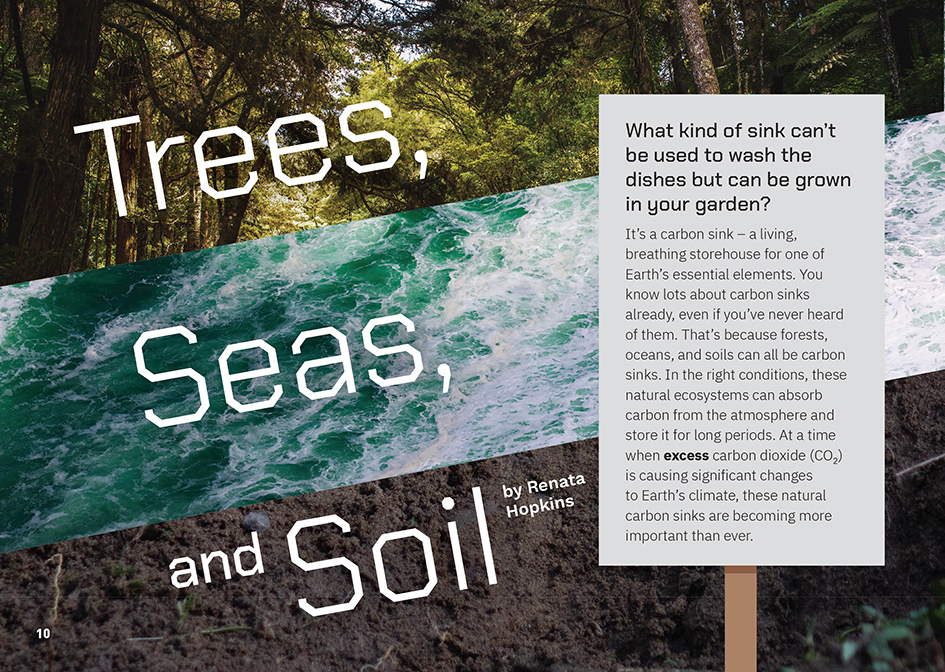 Trees,
Seas,
and Soil
by Renata
Hopkins
What kind of sink can’t
be used to wash the
dishes but can be grown
in your garden?
It’s a carbon sink – a living,
breathing storehouse for one of
Earth’s essential elements. You
know lots about carbon sinks
already, even if you’ve never heard
of them. That’s because forests,
oceans, and soils can all be carbon
sinks. In the right conditions, these
natural ecosystems can absorb
carbon from the atmosphere and
store it for long periods. At a time
when excess carbon dioxide (CO₂)
is causing significant changes
to Earth’s climate, these natural
carbon sinks are becoming more
important than ever.
10